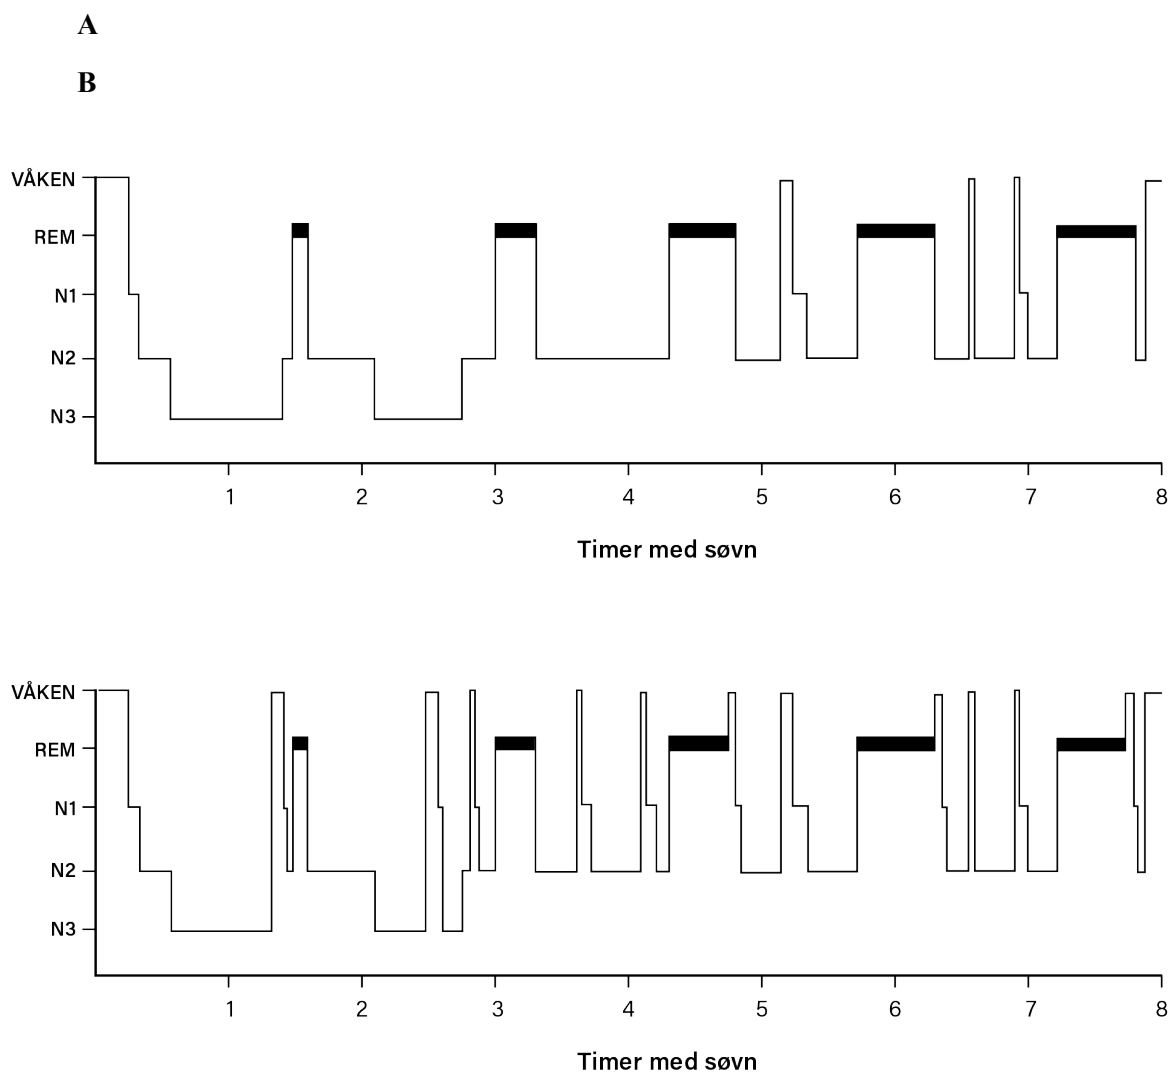 A
B
VÅKEN
REM
N1
N2
N3
1 2 3 4 5 6 7 8
Timer med søvn
VÅKEN
REM
N1
N2
N3
1 2 3 4 5 6 7 8
Timer med søvn